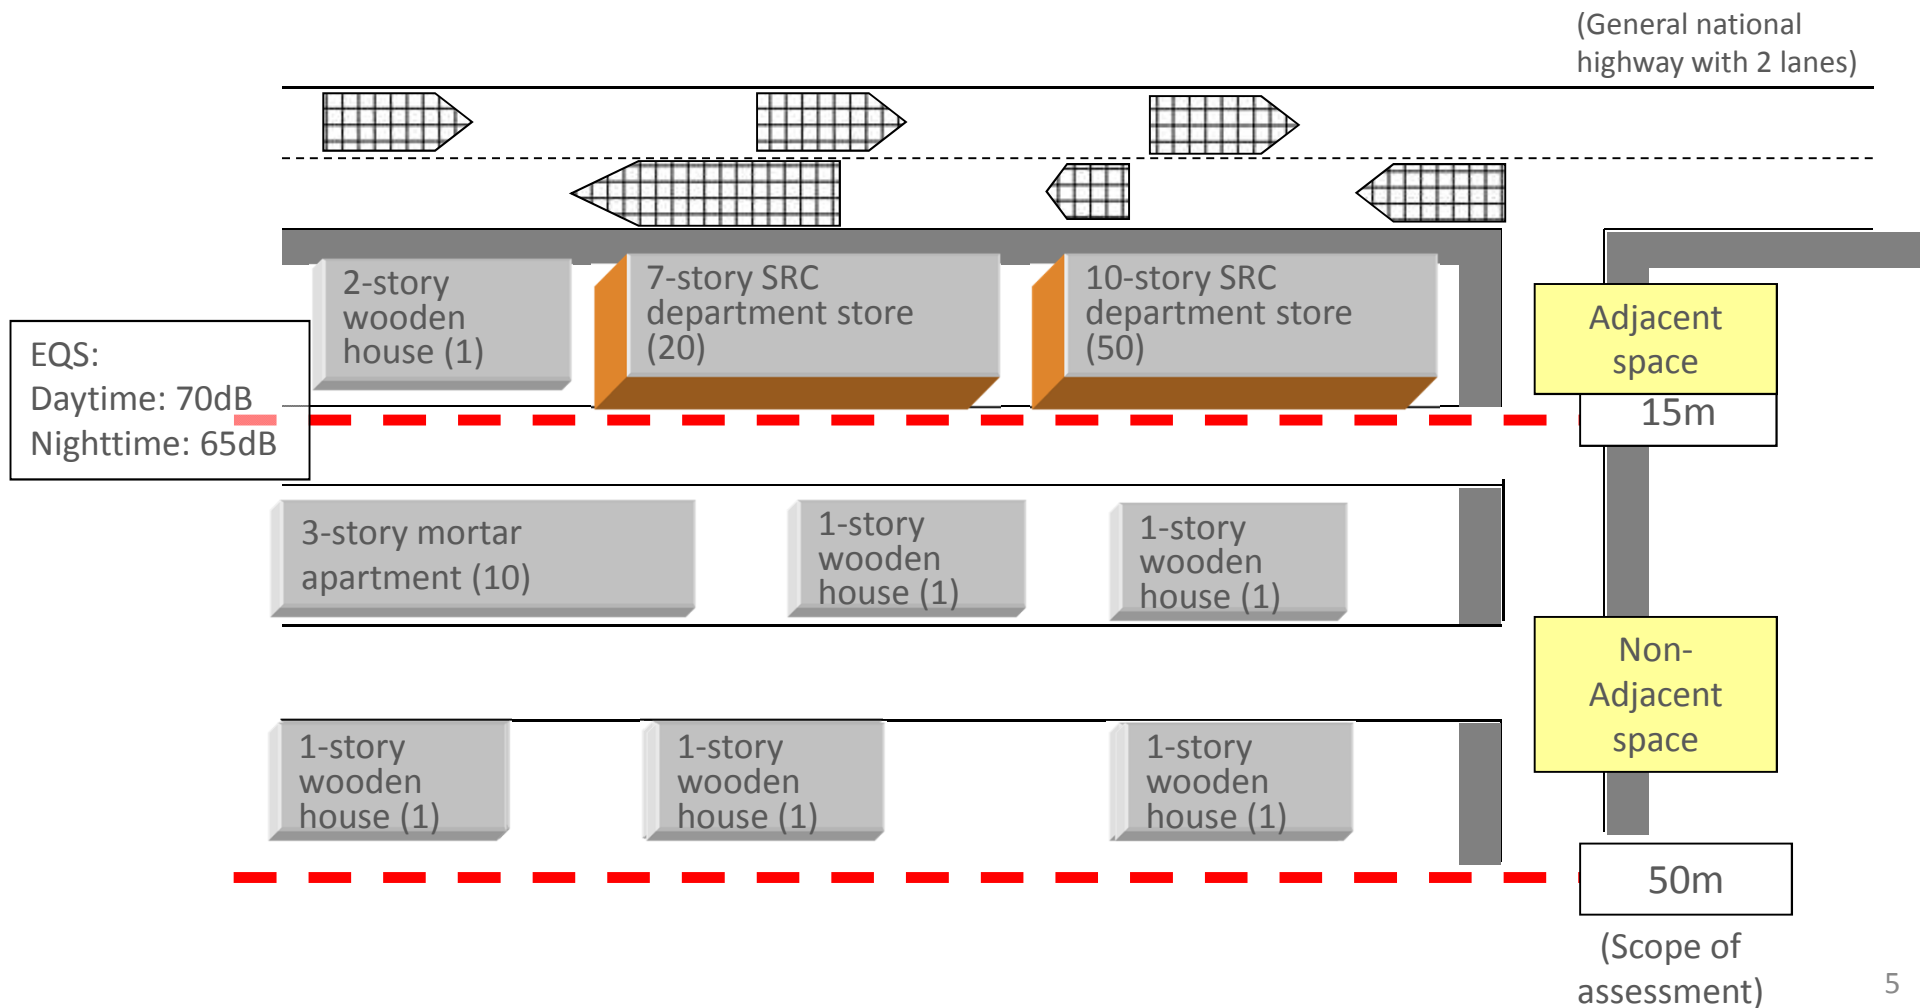 (General national
highway with 2 lanes)
2-story
wooden
house (1)
7-story SRC
department store
(20)
10-story SRC
department store
(50)
Adjacent
space
15m
EQS:
Daytime: 70dB
Nighttime: 65dB
3-story mortar
apartment (10)
1-story
wooden
house (1)
1-story
wooden
house (1)
Non-
Adjacent
space
1-story
wooden
house (1)
1-story
wooden
house (1)
1-story
wooden
house (1)
50m
(Scope of
assessment)
5